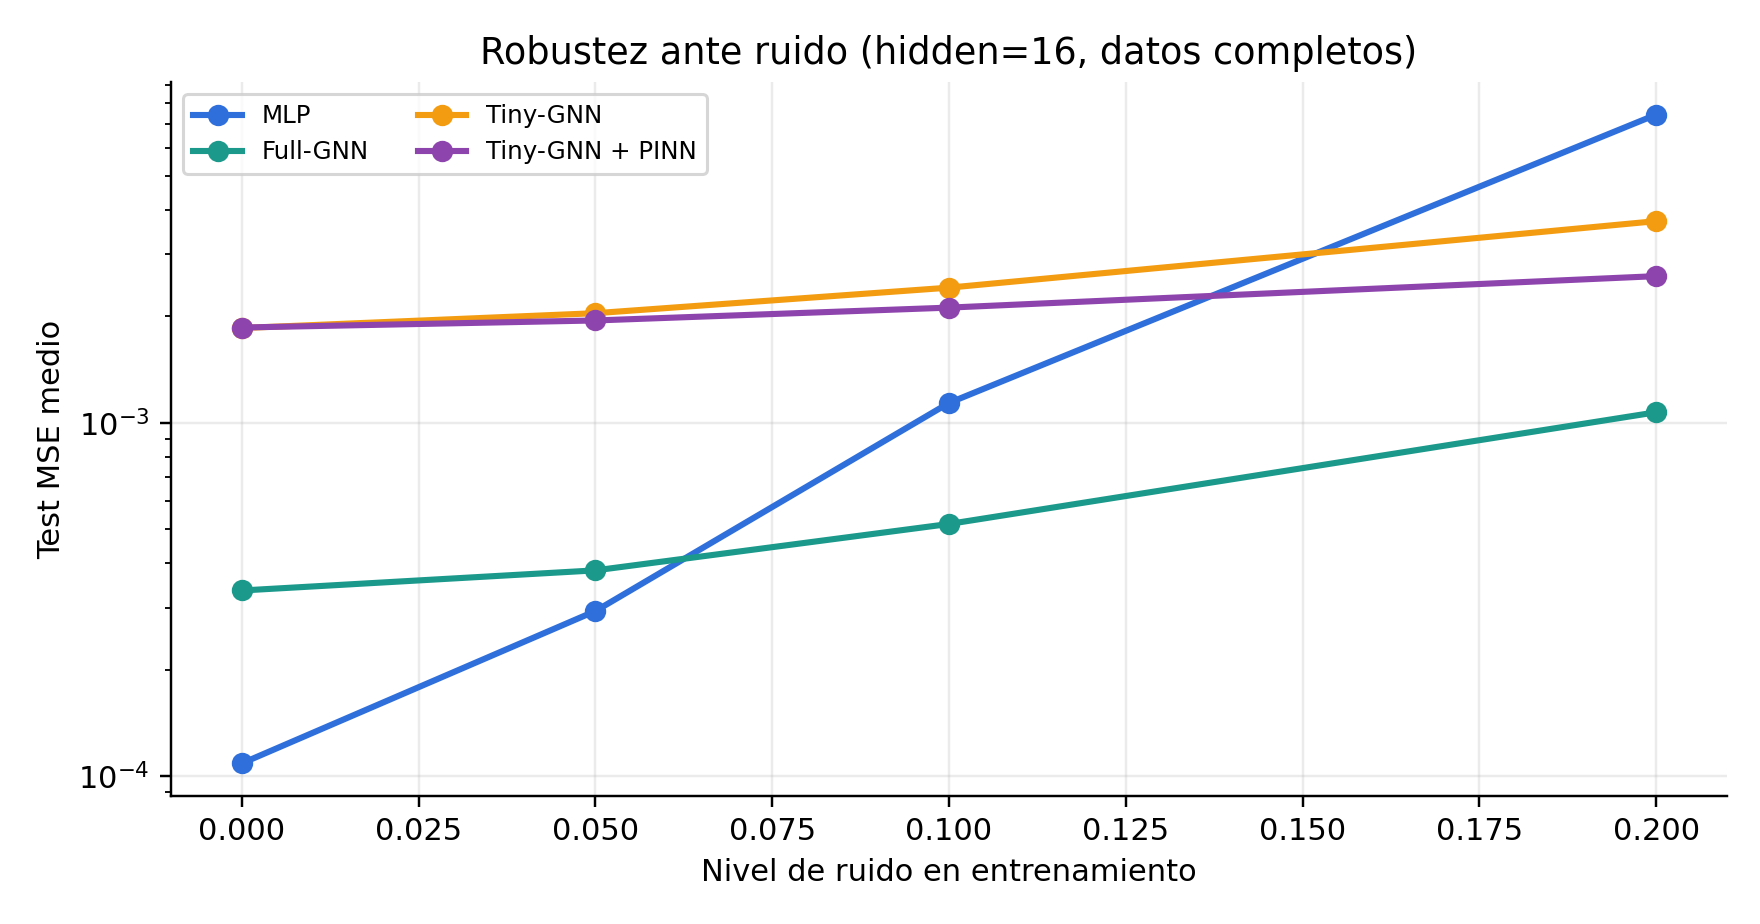 Robustez ante ruido (hidden=16, datos completos)
MLP
Full-GNN
Tiny-GNN
Tiny-GNN + PINN
Test MSE medio
10⁻³
10⁻⁴
0.000 0.025 0.050 0.075 0.100 0.125 0.150 0.175 0.200
Nivel de ruido en entrenamiento